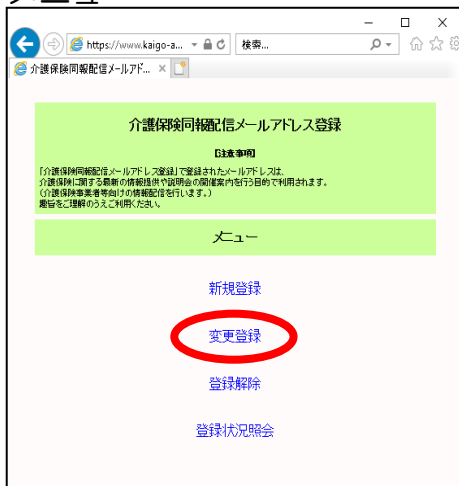 メニュー
https://www.kaigo-a...
検索...
介護保険同報配信メールアド...
介護保険同報配信メールアドレス登録
【注意事項】
「介護保険同報配信メールアドレス登録」で登録されたメールアドレスは、
介護保険に関する最新の情報提供や説明会の開催案内を行う目的で利用されます。
（介護保険事業者等向けの情報配信を行います。）
趣旨をご理解のうえご利用ください。
メニュー
新規登録
変更登録
登録解除
登録状況照会